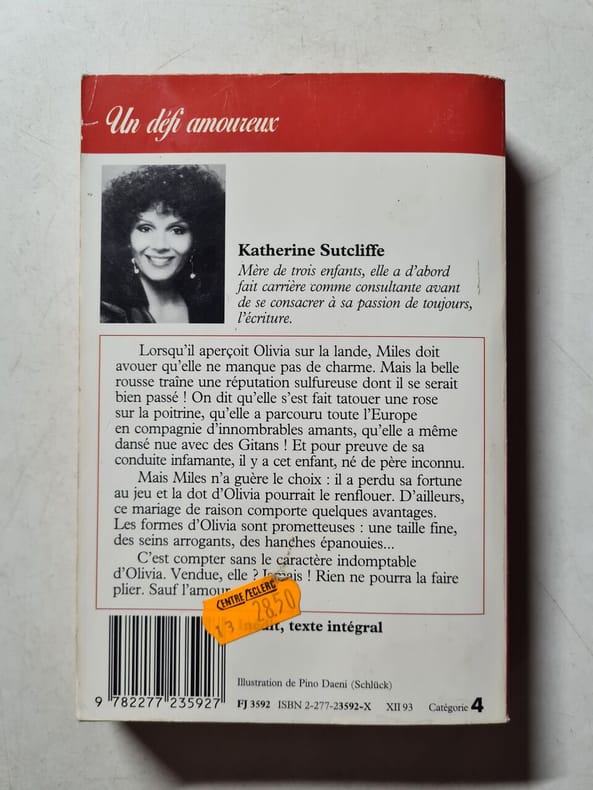 Un défi amoureux
Katherine Sutcliffe
Mère de trois enfants, elle a d'abord
fait carrière comme consultante avant
de se consacrer à sa passion de toujours,
l'écriture.
Lorsqu'il aperçoit Olivia sur la lande, Miles doit
avouer qu'elle ne manque pas de charme. Mais la belle
rousse traîne une réputation sulfureuse dont il se serait
bien passé ! On dit qu'elle s'est fait tatouer une rose
sur la poitrine, qu'elle a parcouru toute l'Europe
en compagnie d'innombrables amants, qu'elle a même
dansé nue avec des Gitans ! Et pour preuve de sa
conduite infamante, il y a cet enfant, né de père inconnu.
Mais Miles n'a guère le choix : il a perdu sa fortune
au jeu et la dot d'Olivia pourrait le renflouer. D'ailleurs,
ce mariage de raison comporte quelques avantages.
Les formes d'Olivia sont prometteuses : une taille fine,
des seins arrogants, des hanches épanouies...
C'est compter sans le caractère indomptable
d'Olivia. Vendue, elle ? Jamais ! Rien ne pourra la faire
plier. Sauf l'amour
CENTRE/ECLERC
1/3 28.50
inédit, texte intégral
Illustration de Pino Daeni (Schlück)
9 782277 235927
FJ 3592 ISBN 2-277-23592-X XII 93 Catégorie 4